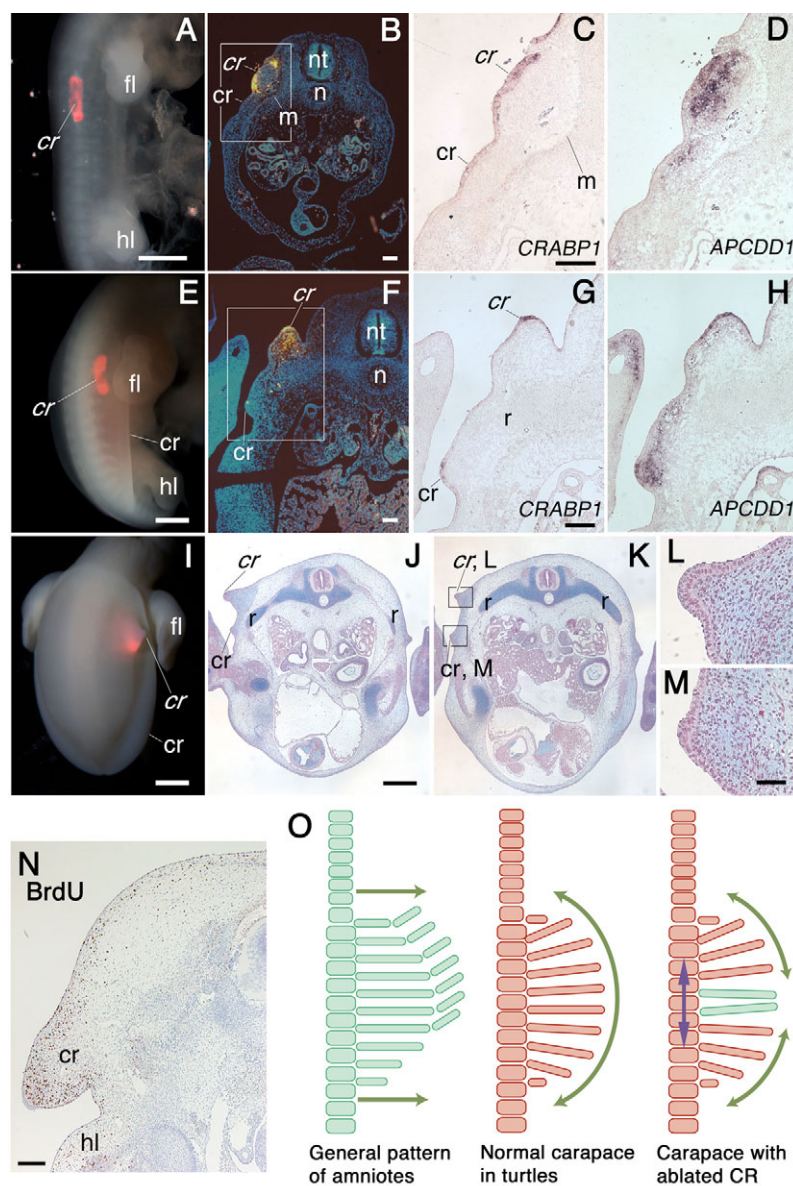 A
fl
cr
hl
B
cr
nt
cr
n
m
C
cr
cr
m
CRABP1
D
APCDD1
E
fl
cr
cr
hl
F
cr
nt
n
cr
G
cr
r
cr
CRABP1
H
APCDD1
I
fl
cr
cr
J
cr
r
r
cr
K
cr, L
r
r
cr, M
L
M
N
BrdU
cr
hl
O
General pattern
of amniotes
Normal carapace
in turtles
Carapace with
ablated CR